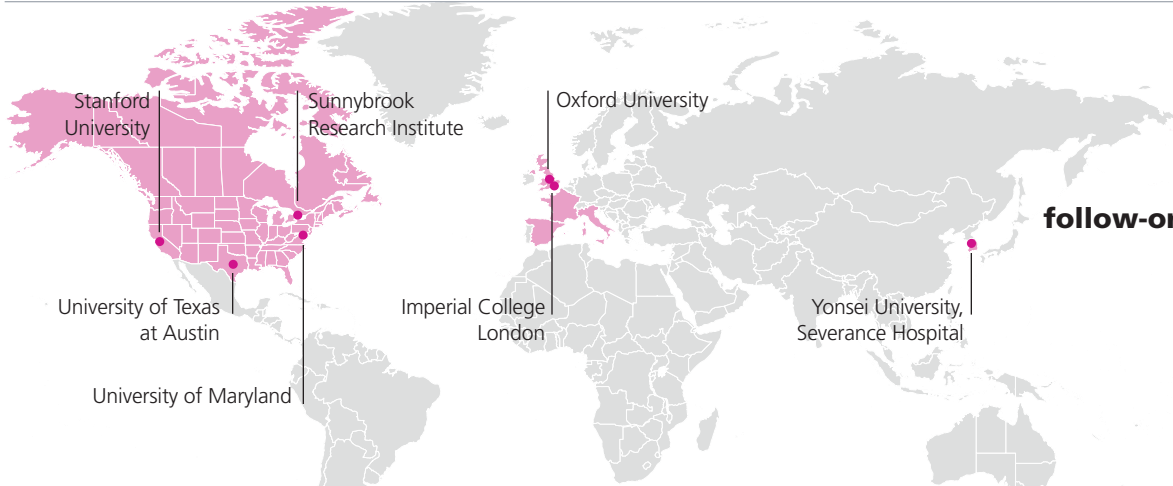 Stanford
University
Sunnybrook
Research Institute
Oxford University
University of Texas
at Austin
University of Maryland
Imperial College
London
Yonsei University,
Severance Hospital